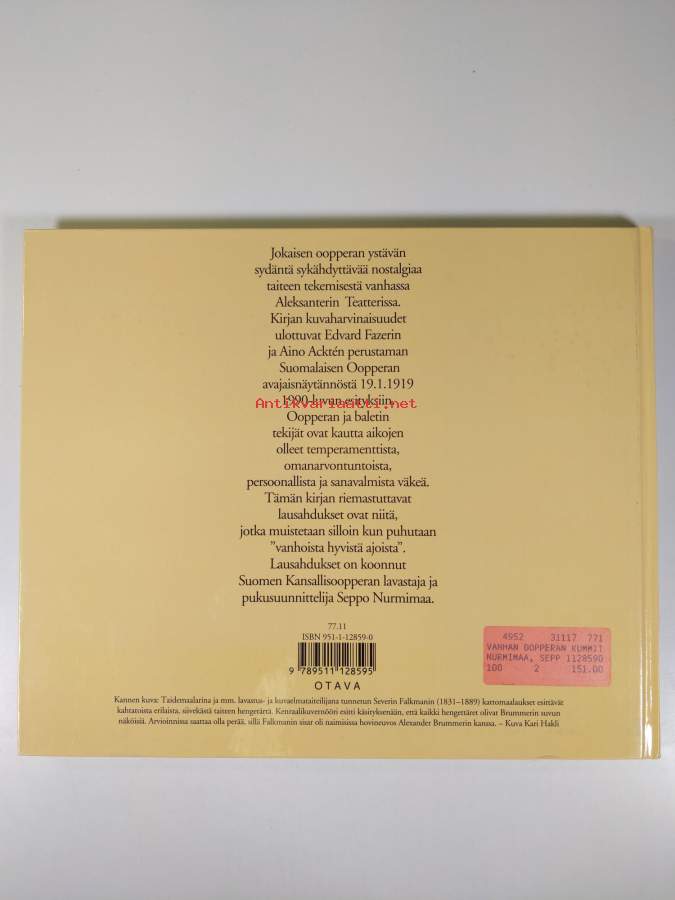 Jokaisen oopperan ystävän
sydäntä sykähdyttävää nostalgiaa
taiteen tekemisestä vanhassa
Aleksanterin Teatterissa.
Kirjan kuvaharvinaisuudet
ulottuvat Edvard Fazerin
ja Aino Acktén perustaman
Suomalaisen Oopperan
avajaisnäytännöstä 19.1.1919
1990-luvun esityksiin.
Antikvariaatti.net
Oopperan ja baletin
tekijät ovat kautta aikojen
olleet temperamenttista,
omanarvontuntoista,
persoonallista ja sanavalmista väkeä.
Tämän kirjan riemastuttavat
lausahdukset ovat niitä,
jotka muistetaan silloin kun puhutaan
"vanhoista hyvistä ajoista".
Lausahdukset on koonnut
Suomen Kansallisoopperan lavastaja ja
pukusuunnittelija Seppo Nurmimaa.
77.11
ISBN 951-1-12859-0
9 789511 128595
OTAVA
4952 31117 771
VANHAN OOPPERAN KUMMIT
NURMIMAA, SEPP 1128590
100 2 151.00
Kannen kuva: Taidemaalarina ja mm. lavastus- ja kuvaelmataiteilijana tunnetun Severin Falkmanin (1831–1889) kattomaalaukset esittävät
kahtatoista erilaista, siivekästä taiteen hengetärtä. Kenraalikuvernööri esitti käsityksenään, että kaikki hengettäret olivat Brummerin suvun
näköisiä. Arvioinnissa saattaa olla perää, sillä Falkmanin sisar oli naimisissa hovineuvos Alexander Brummerin kanssa. – Kuva Kari Hakli